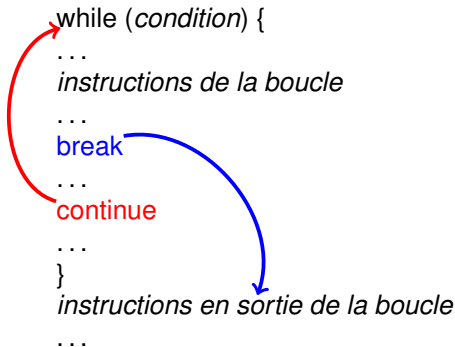 while (condition) {
. . .
instructions de la boucle
. . .
break
. . .
continue
. . .
}
instructions en sortie de la boucle
. . .